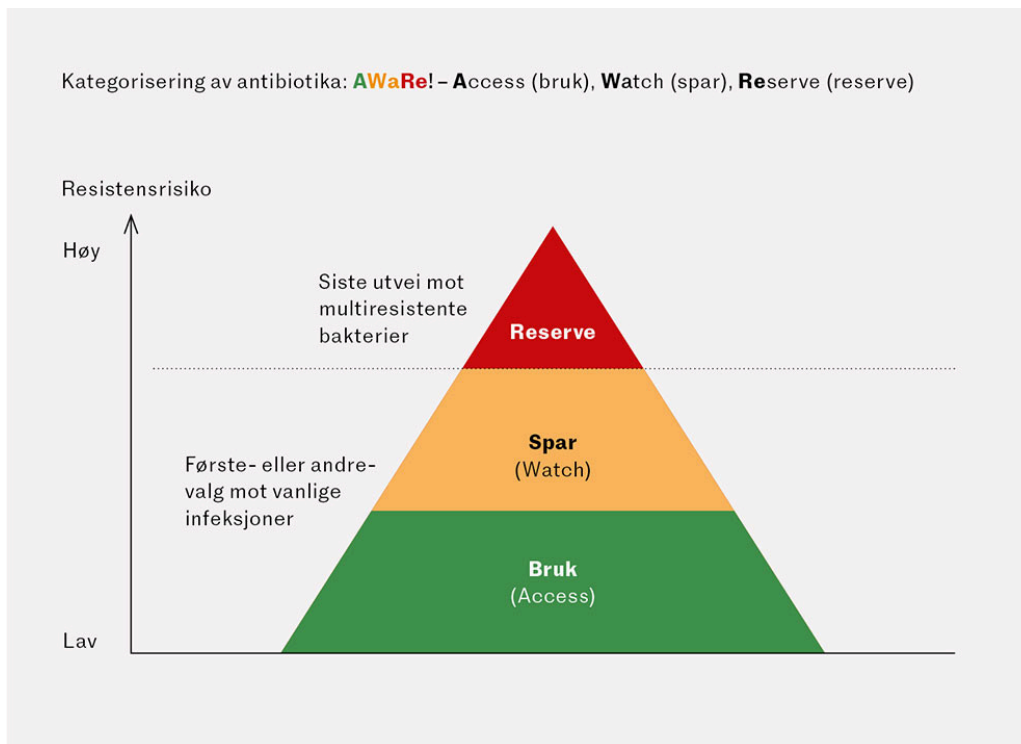 Kategorisering av antibiotika: AWaRe! – Access (bruk), Watch (spar), Reserve (reserve)
Resistensrisiko
Høy
Siste utvei mot
multiresistente
bakterier
Reserve
Spar
(Watch)
Første- eller andre-
valg mot vanlige
infeksjoner
Bruk
(Access)
Lav